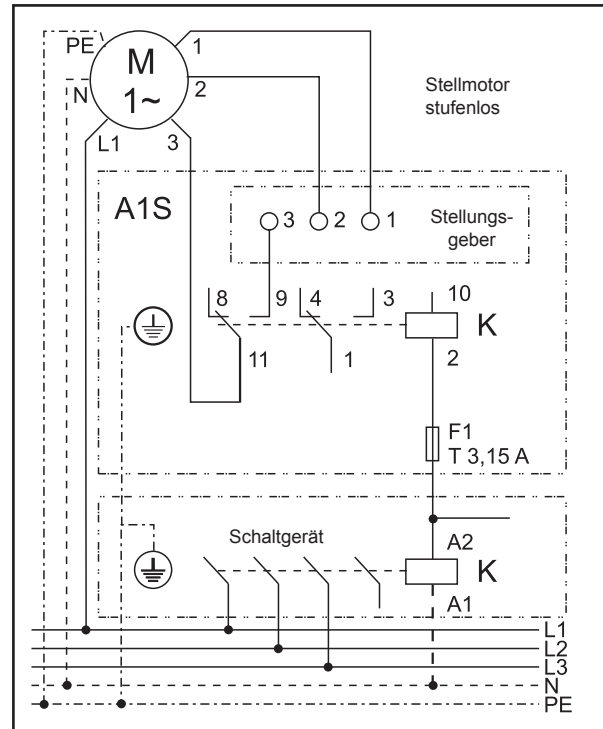 PE
1
M
1~
N
2
L1
3
Stellmotor
stufenlos
A1S
3
2
1
Stellungs-
geber
8
9
4
3
10
K
11
1
2
F1
T 3,15 A
Schaltgerät
A2
K
A1
L1
L2
L3
N
PE